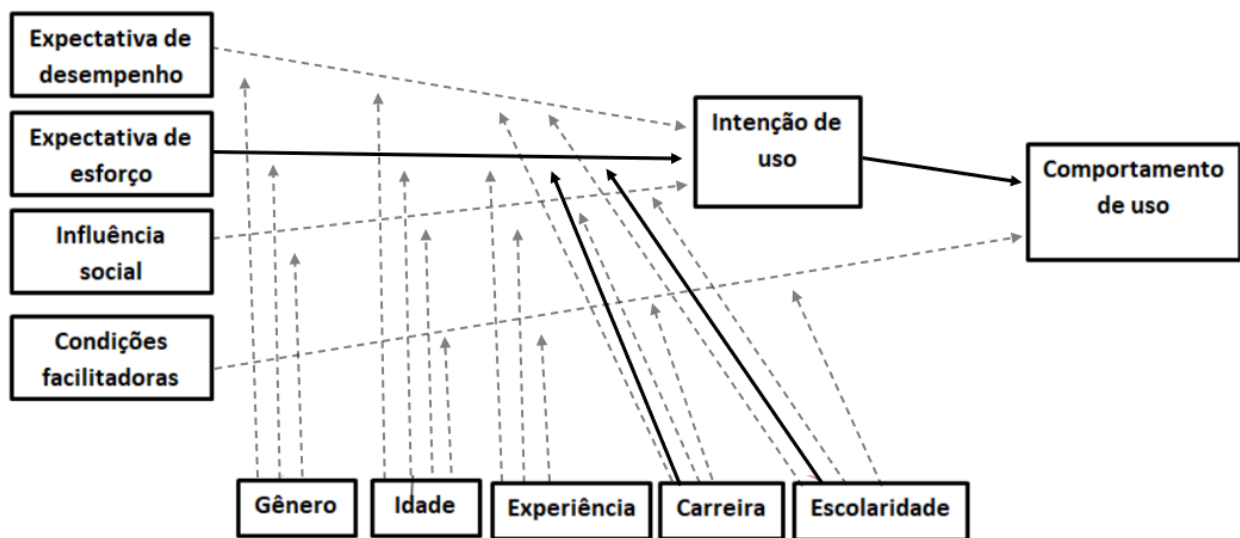 Expectativa de
desempenho
Expectativa de
esforço
Influência
social
Condições
facilitadoras
Intenção de
uso
Comportamento
de uso
Gênero
Idade
Experiência
Carreira
Escolaridade